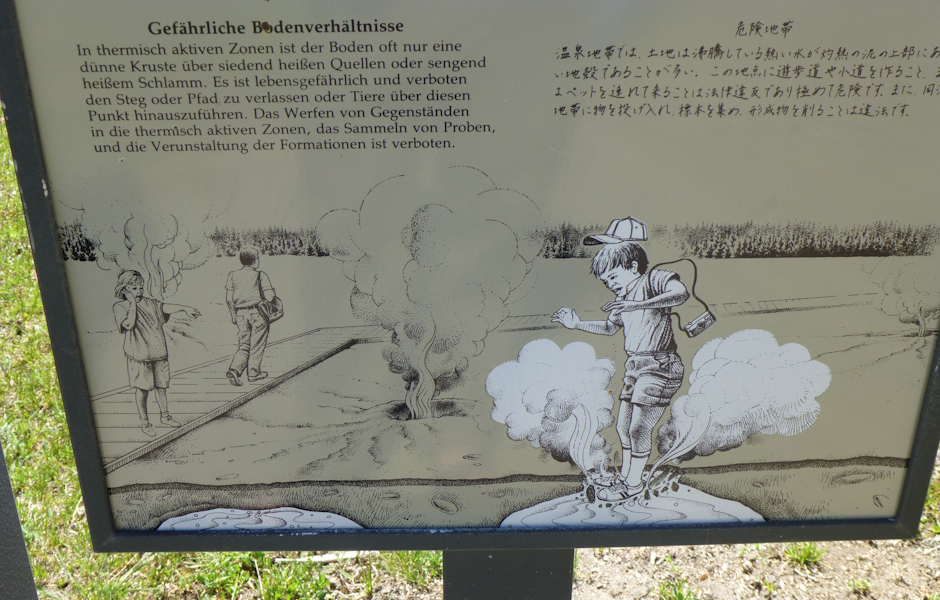 Gefährliche Bodenverhältnisse
In thermisch aktiven Zonen ist der Boden oft nur eine
dünne Kruste über siedend heißen Quellen oder sengend
heißem Schlamm. Es ist lebensgefährlich und verboten
den Steg oder Pfad zu verlassen oder Tiere über diesen
Punkt hinauszuführen. Das Werfen von Gegenständen
in die thermisch aktiven Zonen, das Sammeln von Proben,
und die Verunstaltung der Formationen ist verboten.
危険地帯
温泉地帯では、土地は沸騰している熱い水が灼熱の泥の上部にあ
い地殻であることが多い。この地点に遊歩道や小道を作ること、
はペットを連れて来ることは法律違反であり極めて危険です。また、同
地帯に物を投げ入れ、標本を集め、形成物を削ることは違法です。